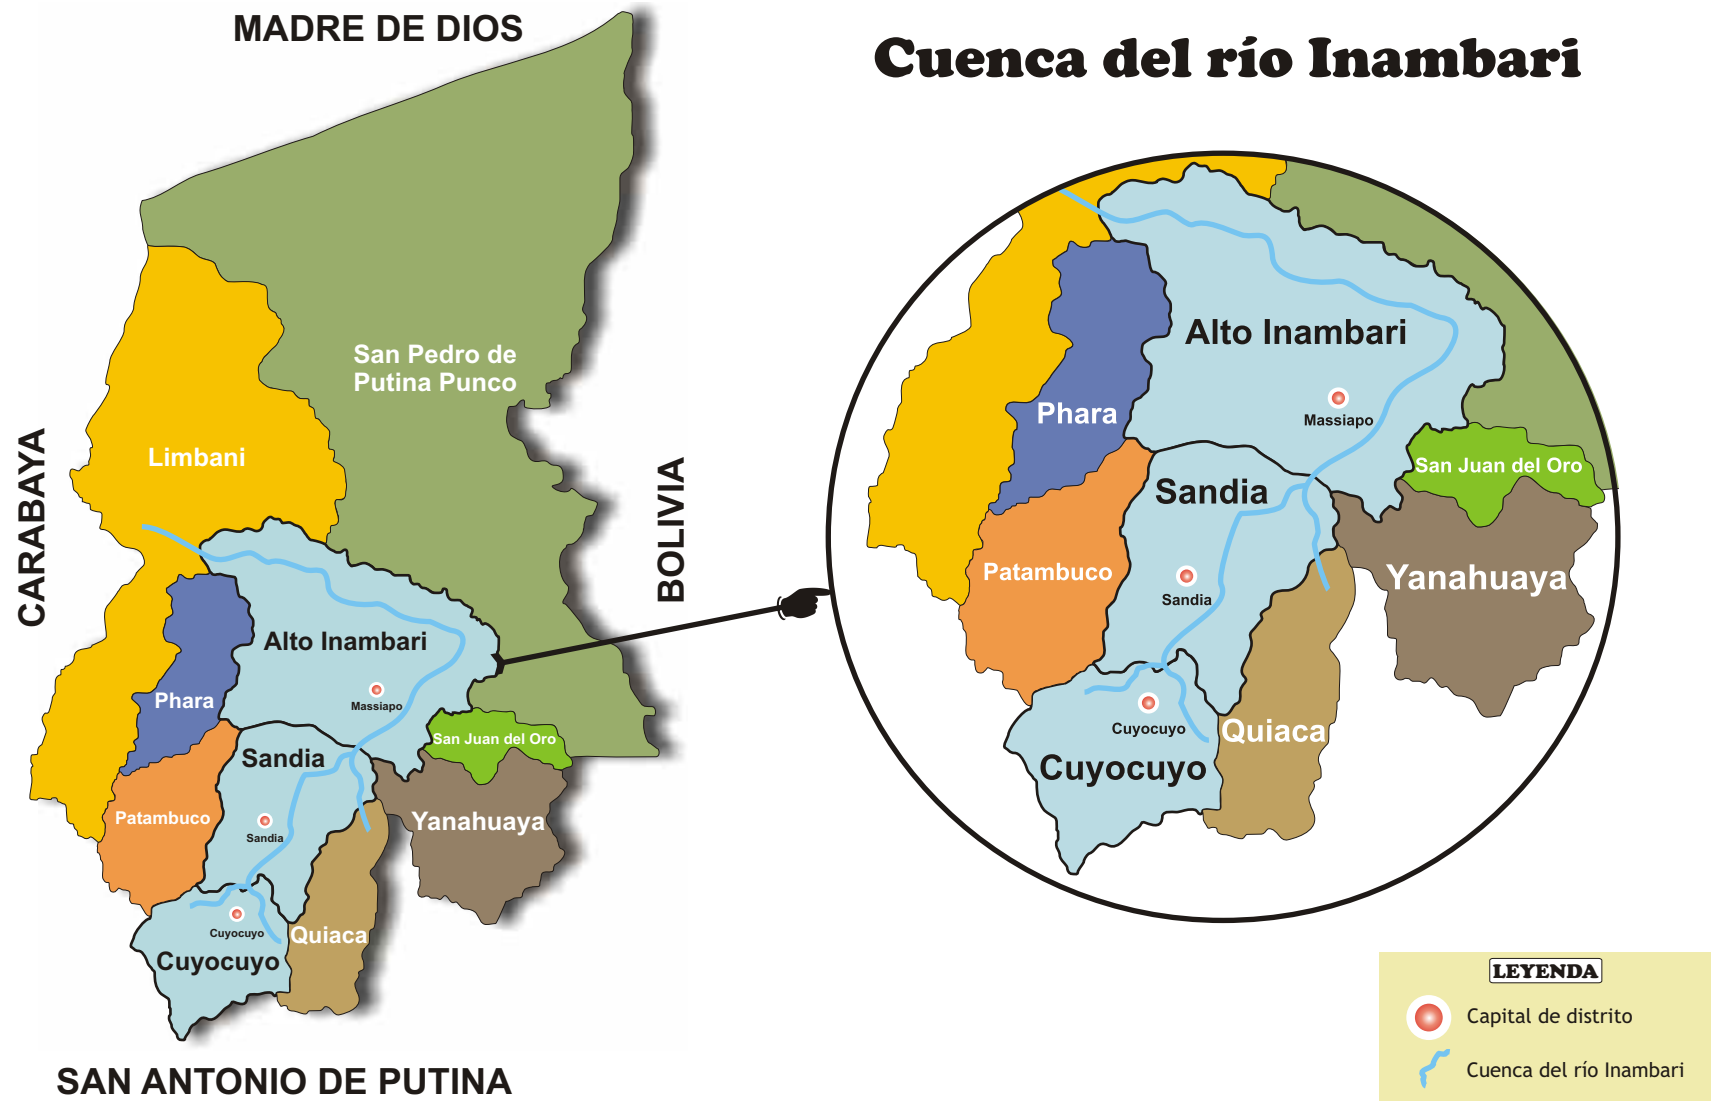 MADRE DE DIOS
Cuenca del río Inambari
San Pedro de
Putina Punco
Limbani
CARABAYA
BOLIVIA
Alto Inambari
Phara
Massiapo
San Juan del Oro
Sandia
Patambuco
Yanahuaya
Sandia
Cuyocuyo
Quiaca
Cuyocuyo
SAN ANTONIO DE PUTINA
Alto Inambari
Massiapo
Phara
San Juan del Oro
Sandia
Patambuco
Yanahuaya
Sandia
Cuyocuyo
Quiaca
Cuyocuyo
LEYENDA
Capital de distrito
Cuenca del río Inambari